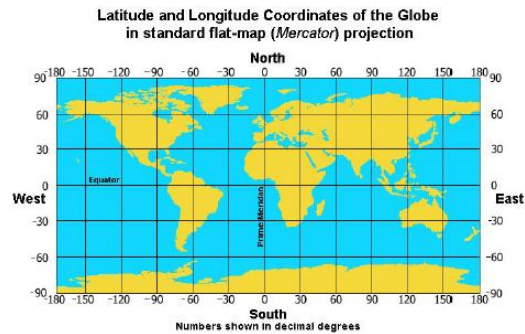 Latitude and Longitude Coordinates of the Globe
in standard flat-map (Mercator) projection
North
90 -180 -150 -120 -90 -60 -30 0 30 60 90 120 150 180 90
60 60
30 30
Equator
0 0
West East
Prime Meridian
-30 -30
-60 -60
-90 -90
-180 -150 -120 -90 -60 -30 0 30 60 90 120 150 180
South
Numbers shown in decimal degrees